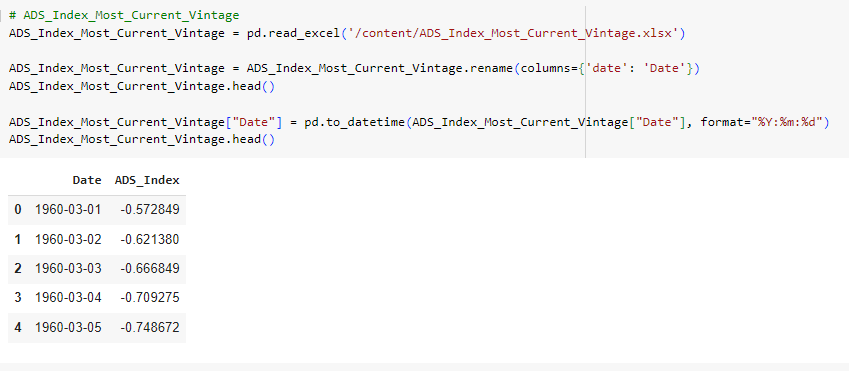 # ADS_Index_Most_Current_Vintage
ADS_Index_Most_Current_Vintage = pd.read_excel('/content/ADS_Index_Most_Current_Vintage.xlsx')
ADS_Index_Most_Current_Vintage = ADS_Index_Most_Current_Vintage.rename(columns={'date': 'Date'})
ADS_Index_Most_Current_Vintage.head()
ADS_Index_Most_Current_Vintage["Date"] = pd.to_datetime(ADS_Index_Most_Current_Vintage["Date"], format="%Y:%m:%d")
ADS_Index_Most_Current_Vintage.head()
Date ADS_Index
0 1960-03-01 -0.572849
1 1960-03-02 -0.621380
2 1960-03-03 -0.666849
3 1960-03-04 -0.709275
4 1960-03-05 -0.748672